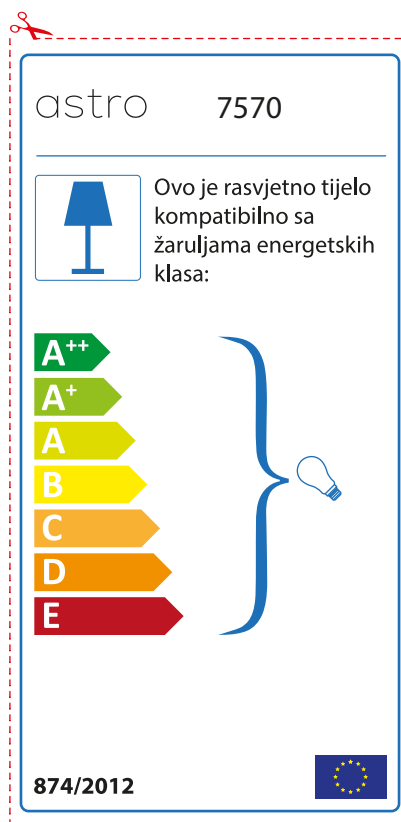 astro 7570
Ovo je rasvjetno tijelo
kompatibilno sa
žaruljama energetskih
klasa:
A++
A+
A
B
C
D
E
874/2012